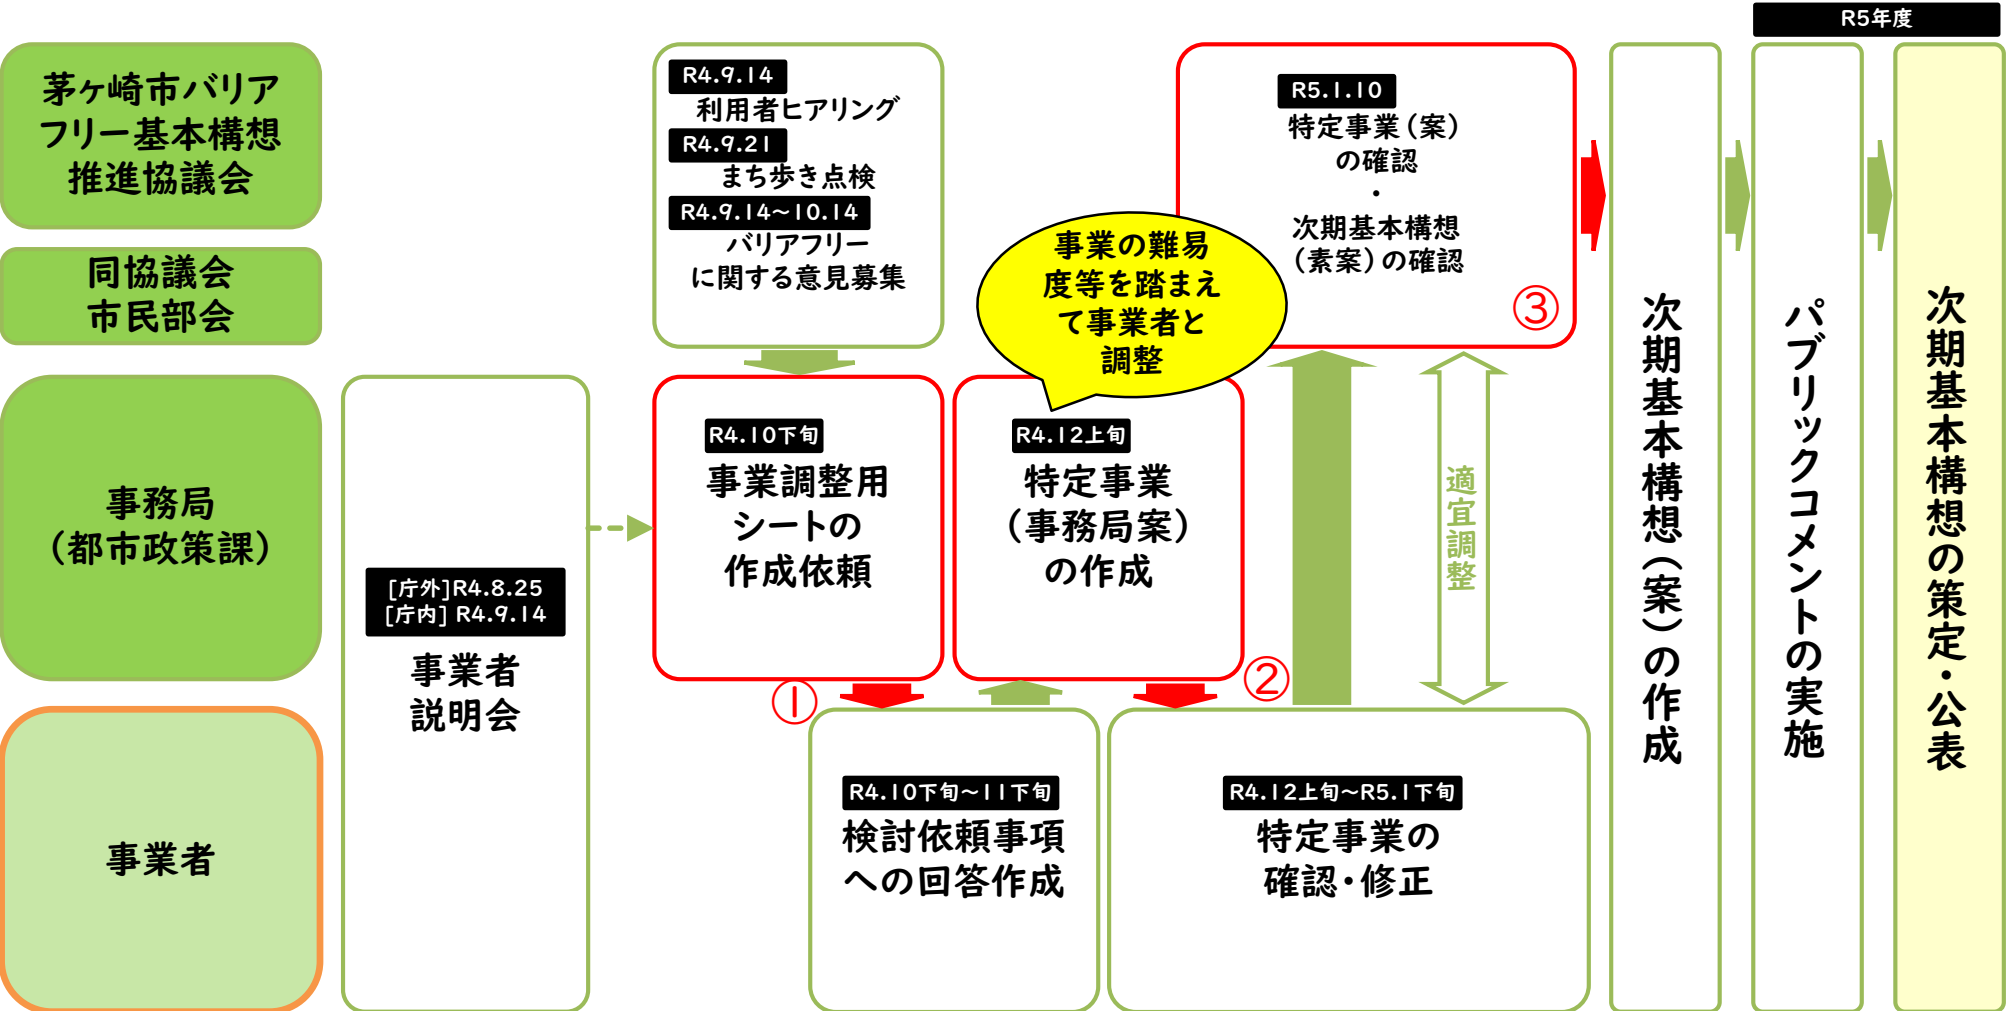 R5年度
茅ヶ崎市バリア
フリー基本構想
推進協議会
同協議会
市民部会
事務局
（都市政策課）
事業者
[庁外]R4.8.25
[庁内] R4.9.14
事業者
説明会
R4.9.14
利用者ヒアリング
R4.9.21
まち歩き点検
R4.9.14～10.14
バリアフリー
に関する意見募集
R4.10下旬
事業調整用
シートの
作成依頼
①
R4.10下旬～11下旬
検討依頼事項
への回答作成
事業の難易
度等を踏まえ
て事業者と
調整
R4.12上旬
特定事業
（事務局案）
の作成
②
R4.12上旬～R5.1下旬
特定事業の
確認・修正
R5.1.10
特定事業（案）
の確認
・
次期基本構想
（素案）の確認
③
適宜調整
次期基本構想（案）の作成
パブリックコメントの実施
次期基本構想の策定・公表